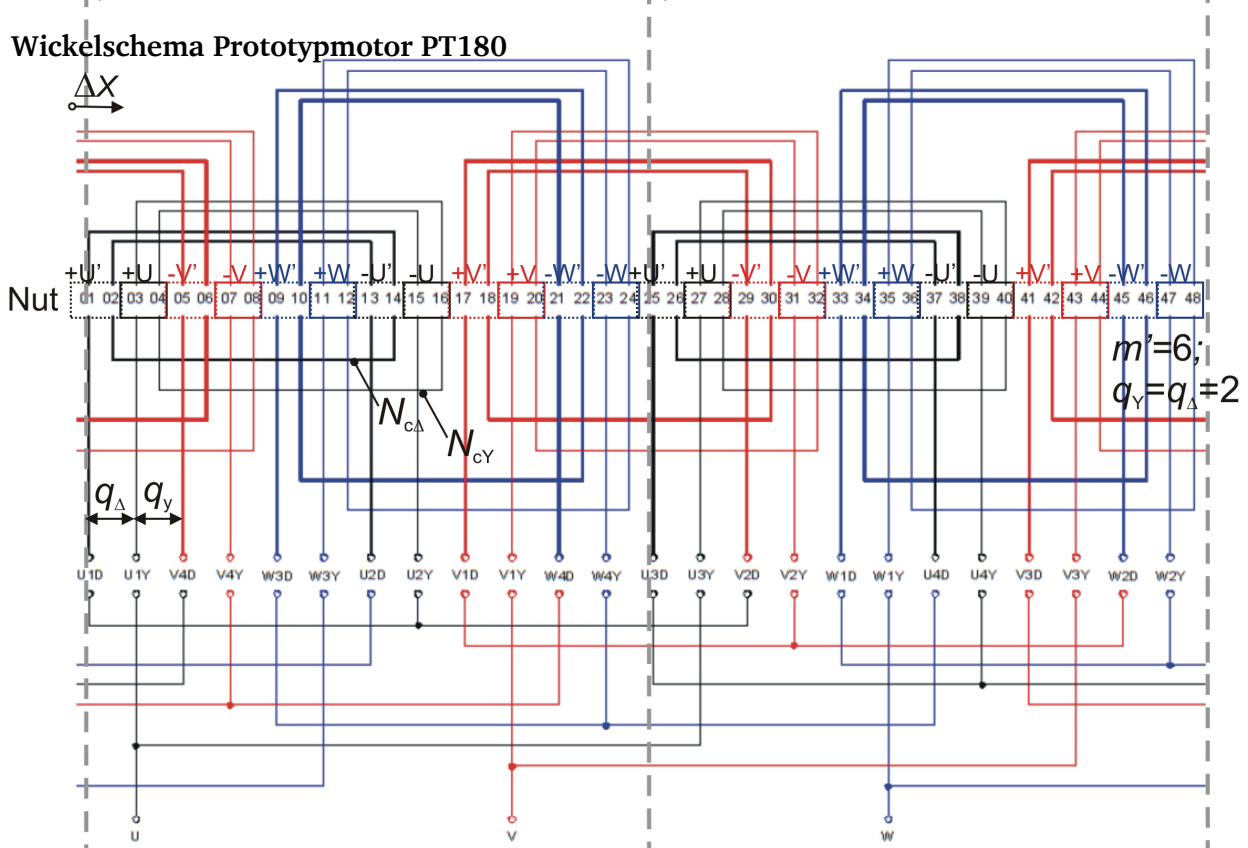 Wickelschema Prototypmotor PT180
ΔX
+U' +U -V' -V +W' +W -U' -U +V' +V -W' -W +U' +U -V' -V +W' +W -U' -U +V' +V -W' -W
Nut 01 02 03 04 05 06 07 08 09 10 11 12 13 14 15 16 17 18 19 20 21 22 23 24 25 26 27 28 29 30 31 32 33 34 35 36 37 38 39 40 41 42 43 44 45 46 47 48
m'=6;
qY=qΔ=2
NcΔ
NcY
qΔ qy
U1D U1Y V4D V4Y W3D W3Y U2D U2Y V1D V1Y W4D W4Y U3D U3Y V2D V2Y W1D W1Y U4D U4Y V3D V3Y W2D W2Y
U V W